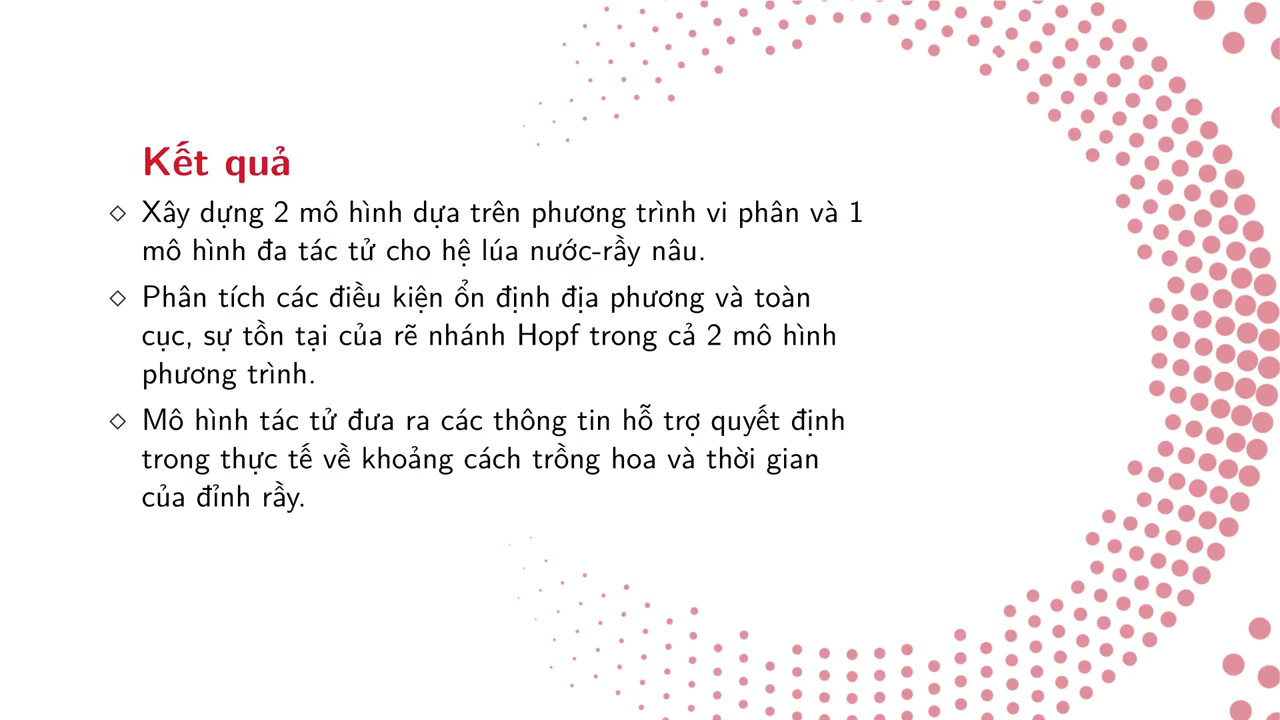 Kết quả
◇ Xây dựng 2 mô hình dựa trên phương trình vi phân và 1
mô hình đa tác tử cho hệ lúa nước-rầy nâu.
◇ Phân tích các điều kiện ổn định địa phương và toàn
cục, sự tồn tại của rẽ nhánh Hopf trong cả 2 mô hình
phương trình.
◇ Mô hình tác tử đưa ra các thông tin hỗ trợ quyết định
trong thực tế về khoảng cách trồng hoa và thời gian
của đỉnh rầy.